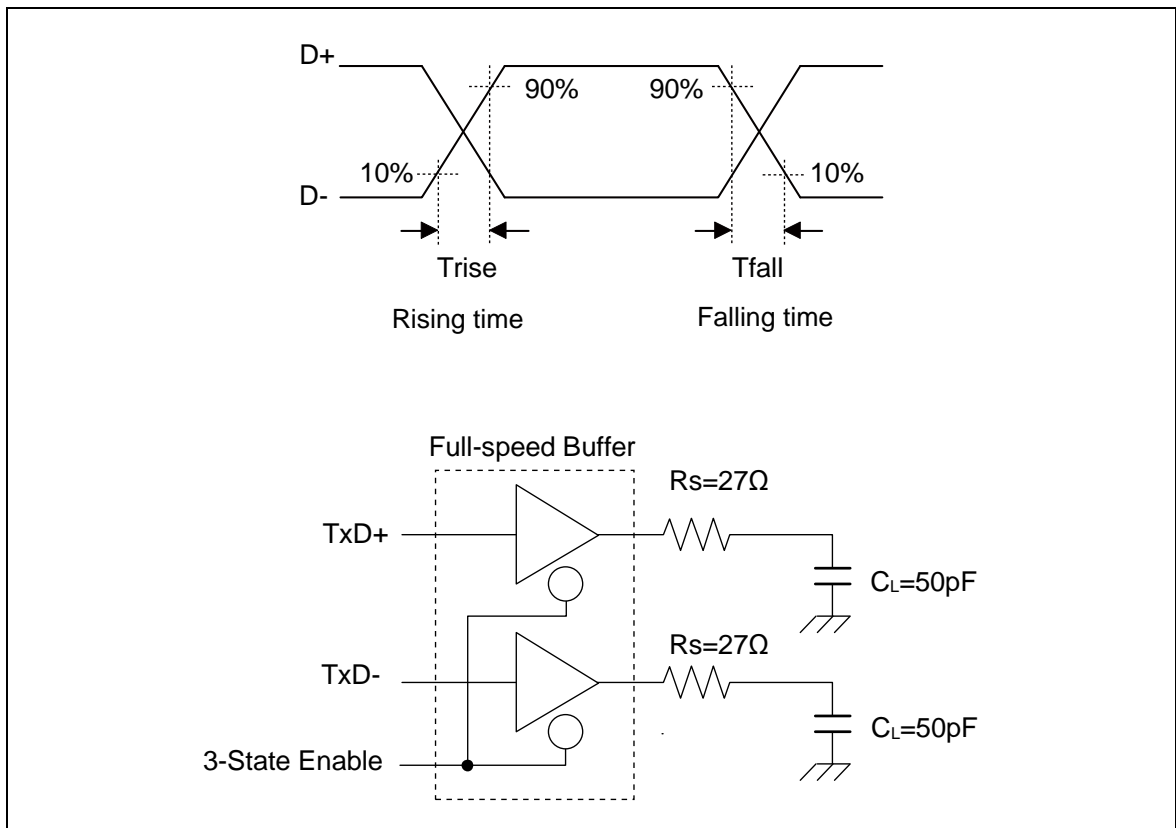 D+
90% 90%
10% 10%
D-
Trise Tfall
Rising time Falling time
Full-speed Buffer
Rs=27Ω
TxD+
CL=50pF
Rs=27Ω
TxD-
CL=50pF
3-State Enable